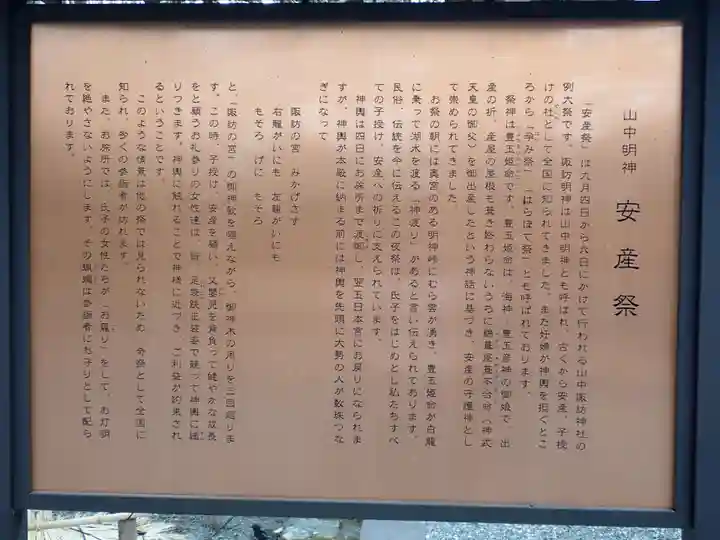 山中明神　安産祭
「安産祭」は九月四日から六日にかけて行われる山中諏訪神社の
例大祭です。諏訪明神は山中明神とも呼ばれ、古くから安産、子授
けの社として全国に知られてきました。また妊婦が神輿を担ぐとこ
ろから「孕み祭」「はらぼて祭」とも呼ばれております。
祭神は豊玉姫命です。豊玉姫命は、海神・豊玉彦神の御娘で、出
産の折、産屋の屋根も葺き終わらないうちに鵜葺屋葺不合命（神武
天皇の御父）を御出産したという神話に基づき、安産の守護神とし
て崇められてきました。
お祭の朝には奥宮のある明神峠にむら雲が湧き、豊玉姫命が白龍
に乗って湖水を渡る「神渡り」があると言い伝えられております。
民俗、伝統を今に伝えるこの夜祭は、氏子をはじめとし私たちすべ
ての子授け、安産への祈りに支えられています。
神輿は四日にお旅所まで渡御し、翌五日本宮にお戻りになられま
すが、神輿が本殿に納まる前には神輿を先頭に大勢の人が数珠つな
ぎになって
諏訪の宮　みかげさす
右龍がいにも　左龍がいにも
もそろ　げに　もそろ
と、「諏訪の宮」の御神歌を唱えながら、御神木の周りを三回廻りま
す。この時、子授け、安産を願い、又嬰児を背負って健やかな成長
をと願うお礼参りの女性達は、皆、足袋跣正装姿で競って神輿に縋
りつきます。神輿に触れることで神様に近づき、ご利益が約束され
るということです。
このような情景は他の祭では見られないため、奇祭として全国に
知られ、多くの参詣者が訪れます。
また、お旅所では、氏子の女性たちが「お籠り」をして、お灯明
を絶やさないようにします。その蝋燭は参詣者にお守りとして配ら
れております。